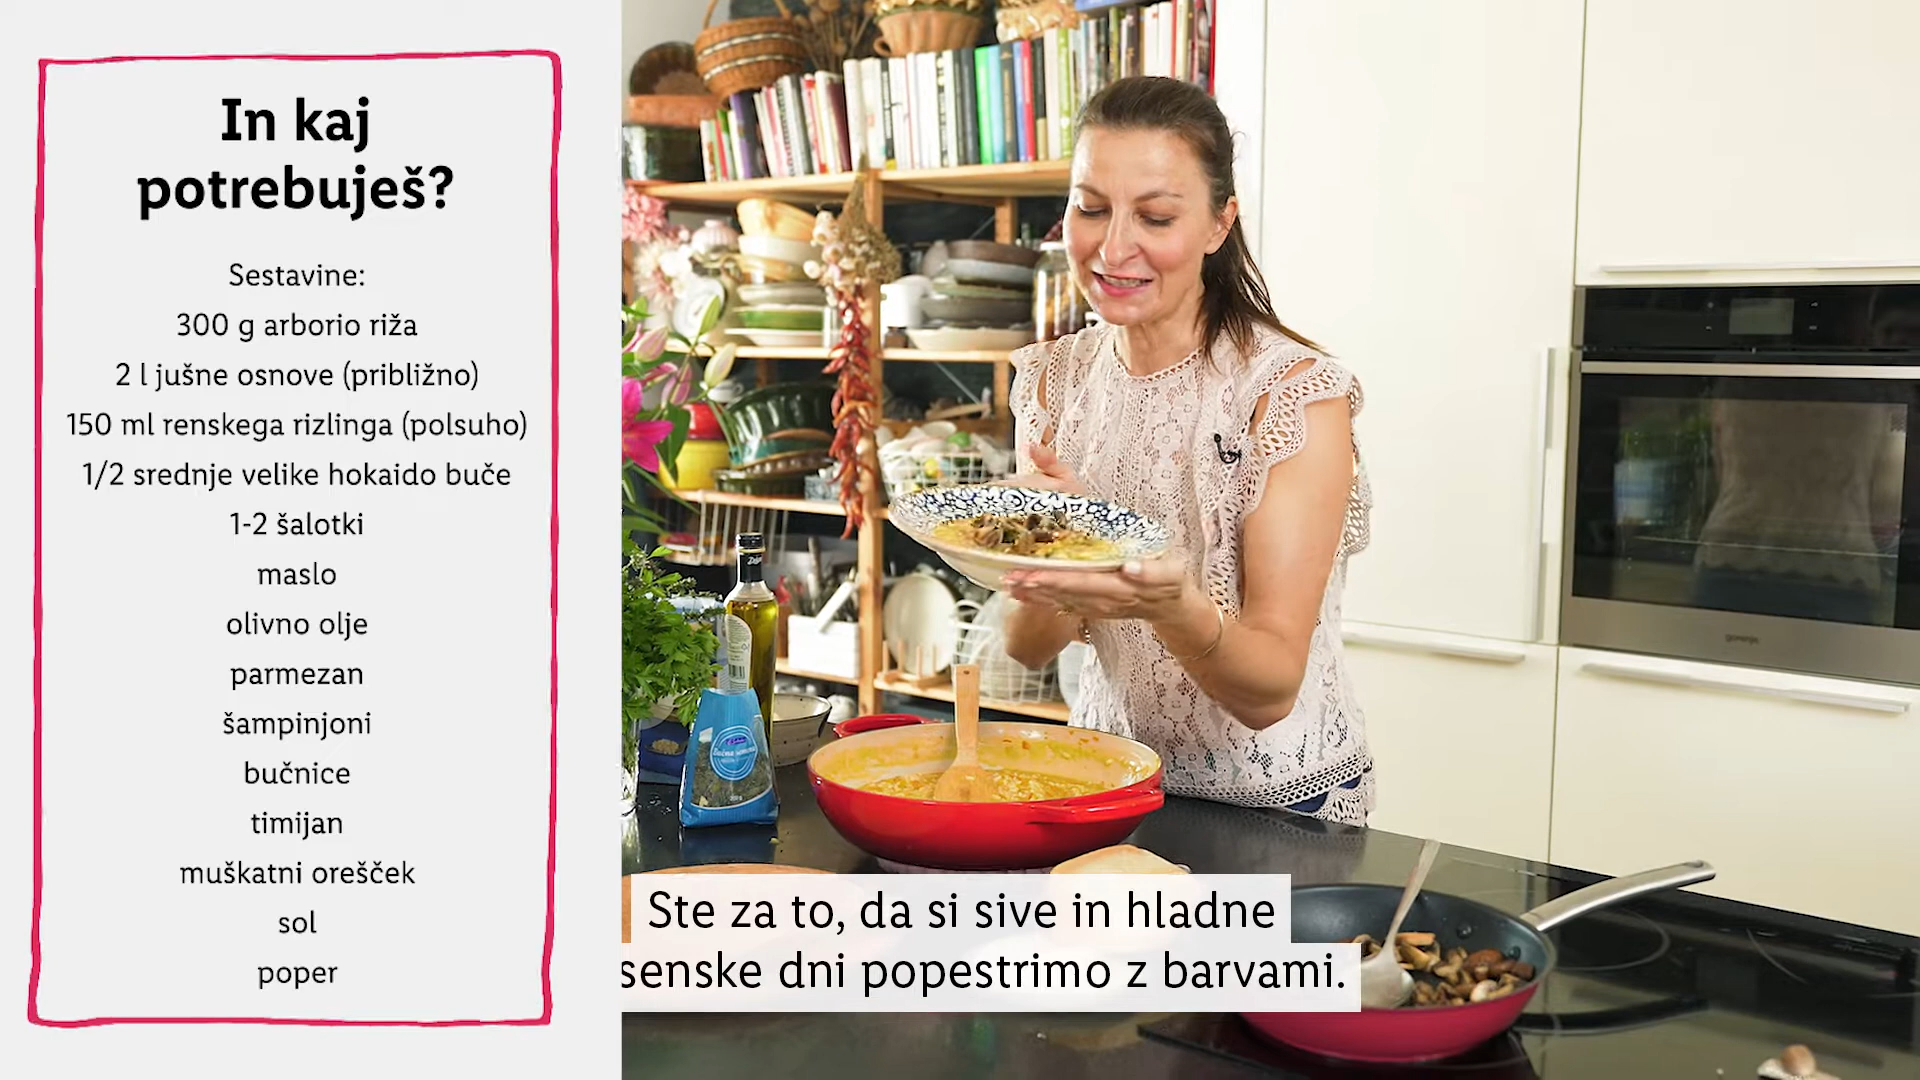 In kaj
potrebuješ?
Sestavine:
300 g arborio riža
2 l jušne osnove (približno)
150 ml renskega rizlinga (polsuho)
1/2 srednje velike hokaido buče
1-2 šalotki
maslo
olivno olje
parmezan
šampinjoni
bučnice
timijan
muškatni orešček
sol
poper
Ste za to, da si sive in hladne
senske dni popestrimo z barvami.
gorenje